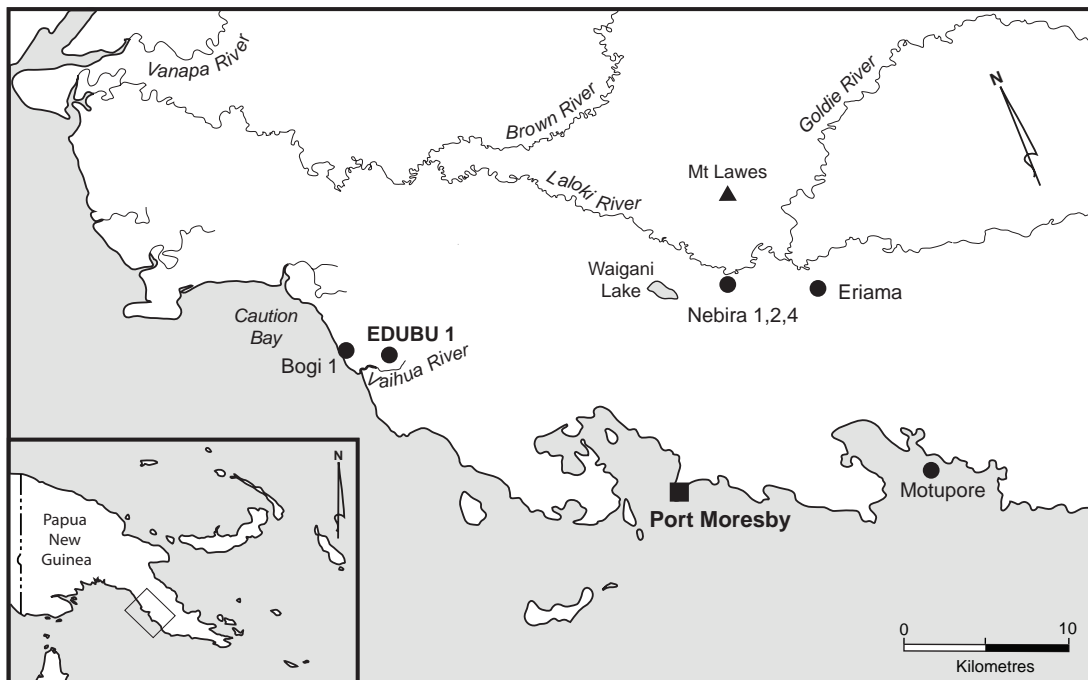 Vanapa River
Brown River
Goldie River
N
Mt Lawes
Laloki River
Waigani
Lake
Nebira 1,2,4
Eriama
Caution
Bay
EDUBU 1
Bogi 1
Vaihua River
Motupore
Port Moresby
N
Papua
New
Guinea
0
10
Kilometres